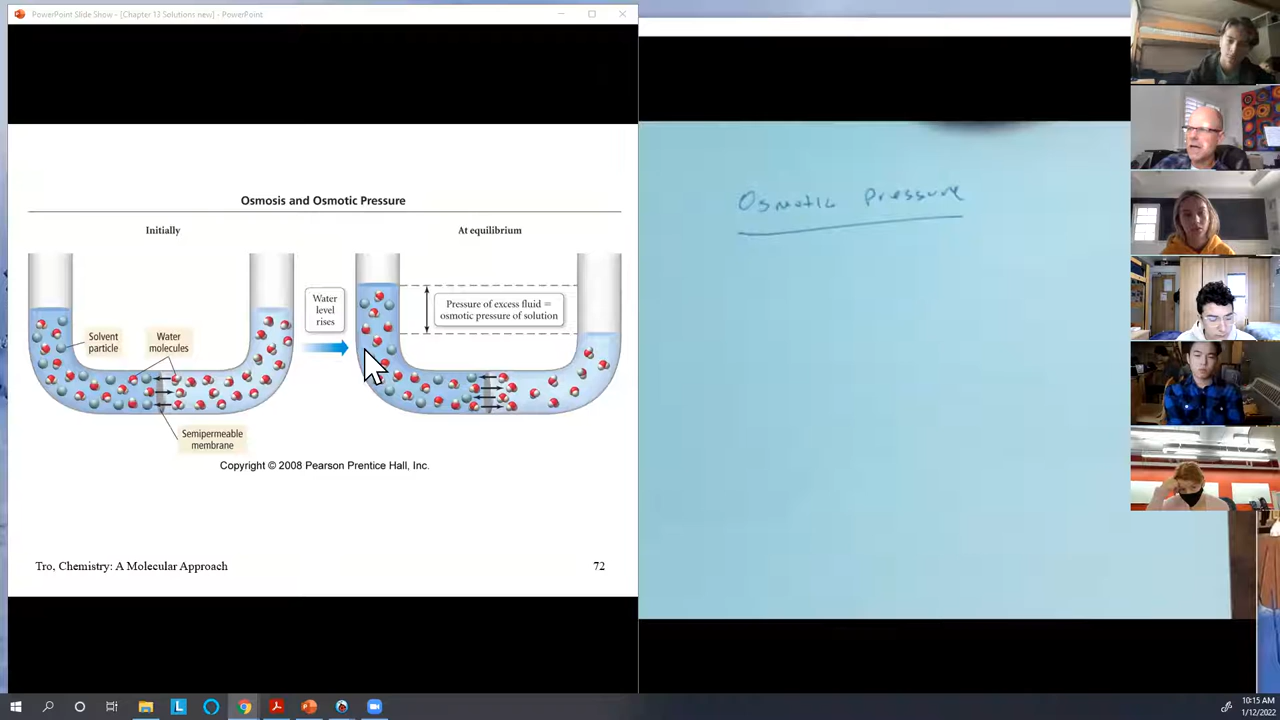 PowerPoint Slide Show - [Chapter 13 Solutions new] - PowerPoint
Osmosis and Osmotic Pressure
Initially
At equilibrium
Water
level
rises
Pressure of excess fluid =
osmotic pressure of solution
Solvent
particle
Water
molecules
Semipermeable
membrane
Copyright © 2008 Pearson Prentice Hall, Inc.
Tro, Chemistry: A Molecular Approach
72
Osmotic Pressure
L
10:15 AM
1/12/2022